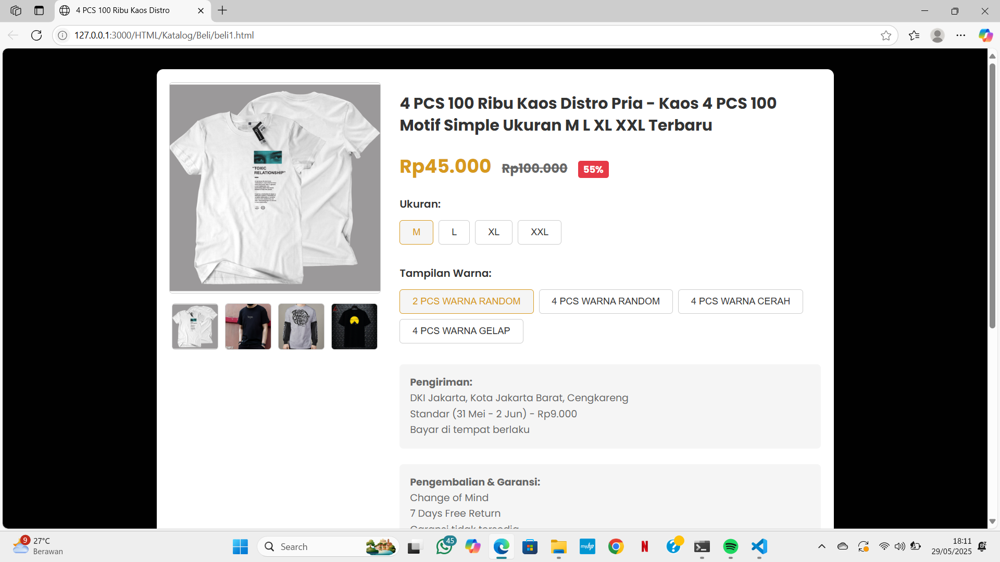 4 PCS 100 Ribu Kaos Distro
127.0.0.1:3000/HTML/Katalog/Beli/beli1.html
"TOXIC
RELATIONSHIP"
4 PCS 100 Ribu Kaos Distro Pria - Kaos 4 PCS 100
Motif Simple Ukuran M L XL XXL Terbaru
Rp45.000 Rp100.000 55%
Ukuran:
M L XL XXL
Tampilan Warna:
2 PCS WARNA RANDOM 4 PCS WARNA RANDOM 4 PCS WARNA CERAH
4 PCS WARNA GELAP
Pengiriman:
DKI Jakarta, Kota Jakarta Barat, Cengkareng
Standar (31 Mei - 2 Jun) - Rp9.000
Bayar di tempat berlaku
Pengembalian & Garansi:
Change of Mind
7 Days Free Return
Garansi tidak tersedia
9
27°C
Berawan
Search
45
myhp
N
18:11
29/05/2025